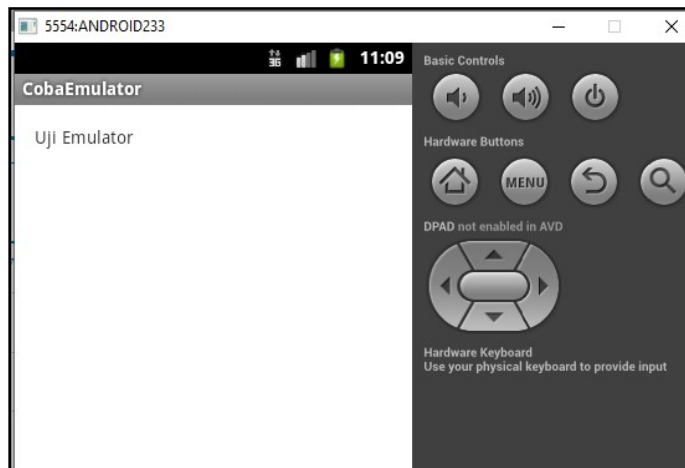 5554:ANDROID233
3G 11:09
CobaEmulator
Uji Emulator
Basic Controls
Hardware Buttons
MENU
DPAD not enabled in AVD
Hardware Keyboard
Use your physical keyboard to provide input